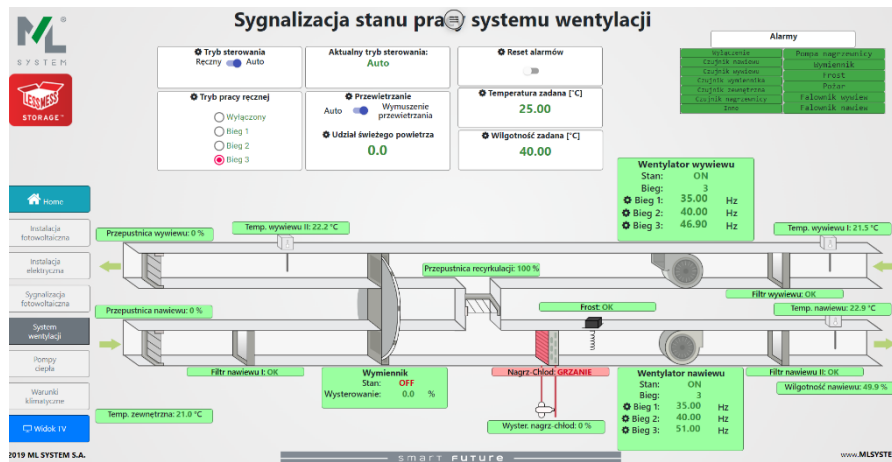 ML
SYSTEM
Sygnalizacja stanu pra systemu wentylacji
LESS MESS
STORAGE
Tryb sterowania
Ręczny Auto
Aktualny tryb sterowania:
Auto
Reset alarmów
Alarmy
Wyłączenie
Czujnik nawiewu
Czujnik wywiewu
Czujnik wymiennika
Czujnik zewnętrzna
Czujnik nagrzewnicy
Inne
Pompa nagrzewnicy
Wymiennik
Frost
Pożar
Falownik wywiew
Falownik nawiew
Tryb pracy ręcznej
Wyłączony
Bieg 1
Bieg 2
Bieg 3
Przewietrzanie
Auto Wymuszenie
przewietrzania
Udział świeżego powietrza
0.0
Temperatura zadana [°C]
25.00
Wilgotność zadana [°C]
40.00
Home
Instalacja
fotowoltaiczna
Instalacja
elektryczna
Sygnalizacja
fotowoltaiczna
System
wentylacji
Pompy
ciepła
Warunki
klimatyczne
Widok TV
Wentylator wywiewu
Stan: ON
Bieg: 3
Bieg 1: 35.00 Hz
Bieg 2: 40.00 Hz
Bieg 3: 46.90 Hz
Przepustnica wywiewu: 0 %
Temp. wywiewu II: 22.2 °C
Temp. wywiewu I: 21.5 °C
Przepustnica recyrkulacji: 100 %
Filtr wywiewu: OK
Przepustnica nawiewu: 0 %
Frost: OK
Temp. nawiewu: 22.9 °C
Filtr nawiewu I: OK
Wymiennik
Stan: OFF
Wysterowanie: 0.0 %
Nagrz-Chłod: GRZANIE
Wentylator nawiewu
Stan: ON
Bieg: 3
Bieg 1: 35.00 Hz
Bieg 2: 40.00 Hz
Bieg 3: 51.00 Hz
Filtr nawiewu II: OK
Wilgotność nawiewu: 49.9 %
Temp. zewnętrzna: 21.0 °C
Wyster. nagrz-chłod: 0 %
2019 ML SYSTEM S.A.
smart FUTURE
www.MLSYSTE